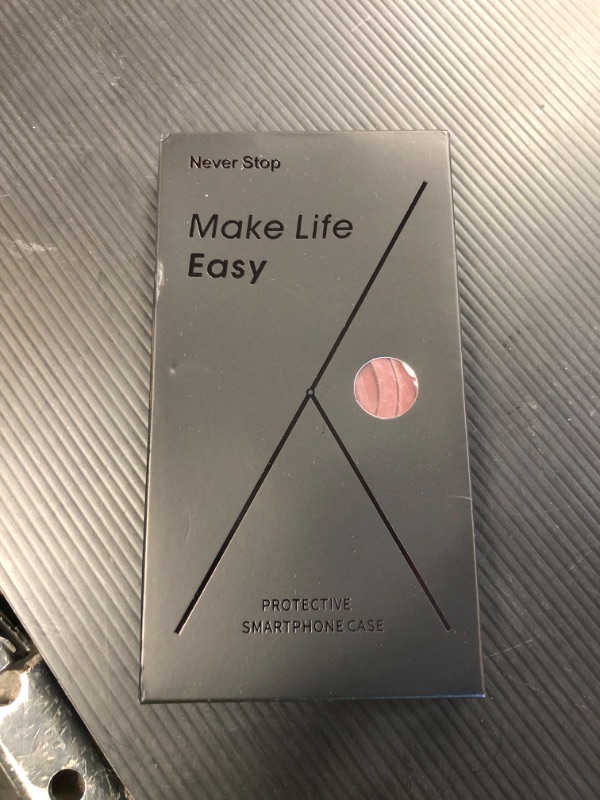 Never Stop
Make Life
Easy
PROTECTIVE
SMARTPHONE CASE